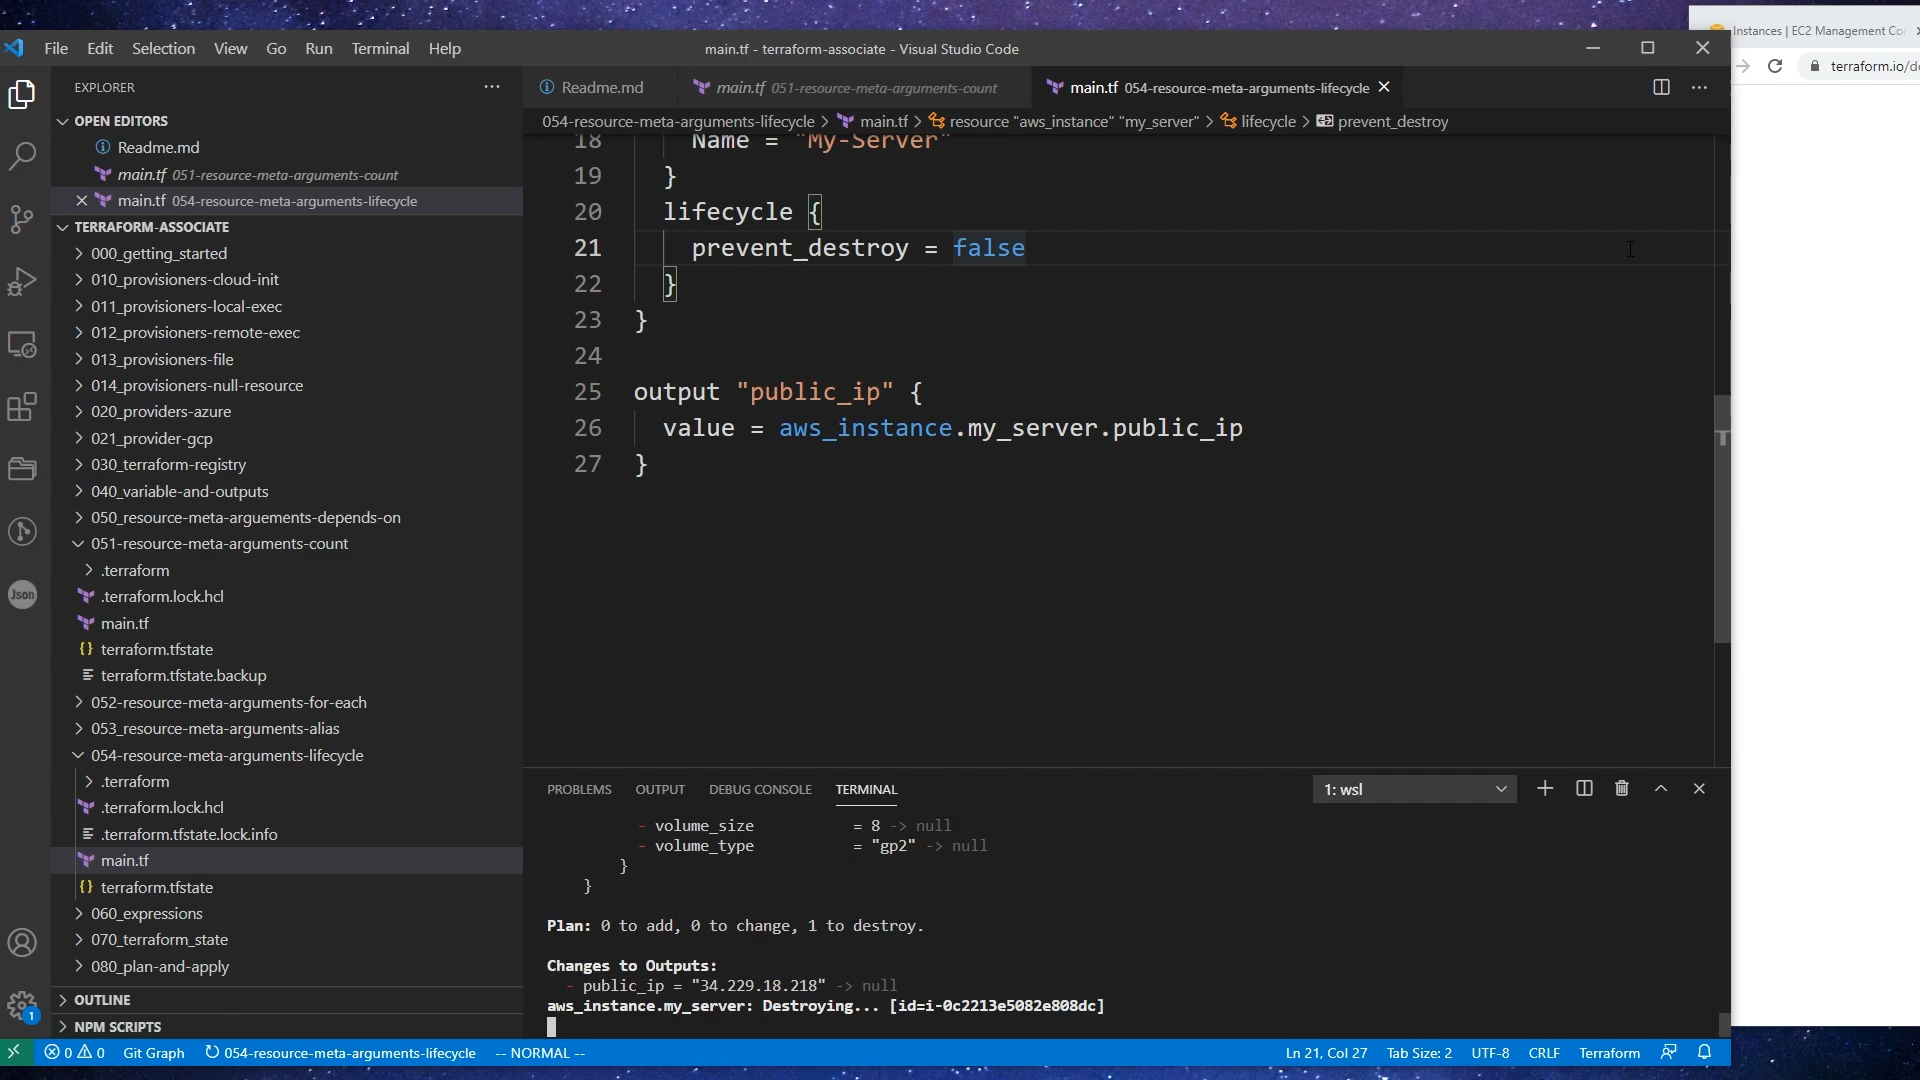 Instances | EC2 Management Co
terraform.io/d
File Edit Selection View Go Run Terminal Help
main.tf - terraform-associate - Visual Studio Code
EXPLORER
OPEN EDITORS
Readme.md
main.tf 051-resource-meta-arguments-count
main.tf 054-resource-meta-arguments-lifecycle
TERRAFORM-ASSOCIATE
000_getting_started
010_provisioners-cloud-init
011_provisioners-local-exec
012_provisioners-remote-exec
013_provisioners-file
014_provisioners-null-resource
020_providers-azure
021_provider-gcp
030_terraform-registry
040_variable-and-outputs
050_resource-meta-arguements-depends-on
051-resource-meta-arguments-count
.terraform
.terraform.lock.hcl
main.tf
terraform.tfstate
terraform.tfstate.backup
052-resource-meta-arguments-for-each
053_resource-meta-arguments-alias
054-resource-meta-arguments-lifecycle
.terraform
.terraform.lock.hcl
.terraform.tfstate.lock.info
main.tf
terraform.tfstate
060_expressions
070_terraform_state
080_plan-and-apply
OUTLINE
NPM SCRIPTS
Json
1
Readme.md main.tf 051-resource-meta-arguments-count main.tf 054-resource-meta-arguments-lifecycle
054-resource-meta-arguments-lifecycle > main.tf > resource "aws_instance" "my_server" > lifecycle > prevent_destroy
18 Name = "My-Server"
19 }
20 lifecycle {
21 prevent_destroy = false
22 }
23 }
24
25 output "public_ip" {
26 value = aws_instance.my_server.public_ip
27 }
PROBLEMS OUTPUT DEBUG CONSOLE TERMINAL 1: wsl
- volume_size = 8 -> null
- volume_type = "gp2" -> null
}
}
Plan: 0 to add, 0 to change, 1 to destroy.
Changes to Outputs:
- public_ip = "34.229.18.218" -> null
aws_instance.my_server: Destroying... [id=i-0c2213e5082e808dc]
0 0 Git Graph 054-resource-meta-arguments-lifecycle -- NORMAL -- Ln 21, Col 27 Tab Size: 2 UTF-8 CRLF Terraform